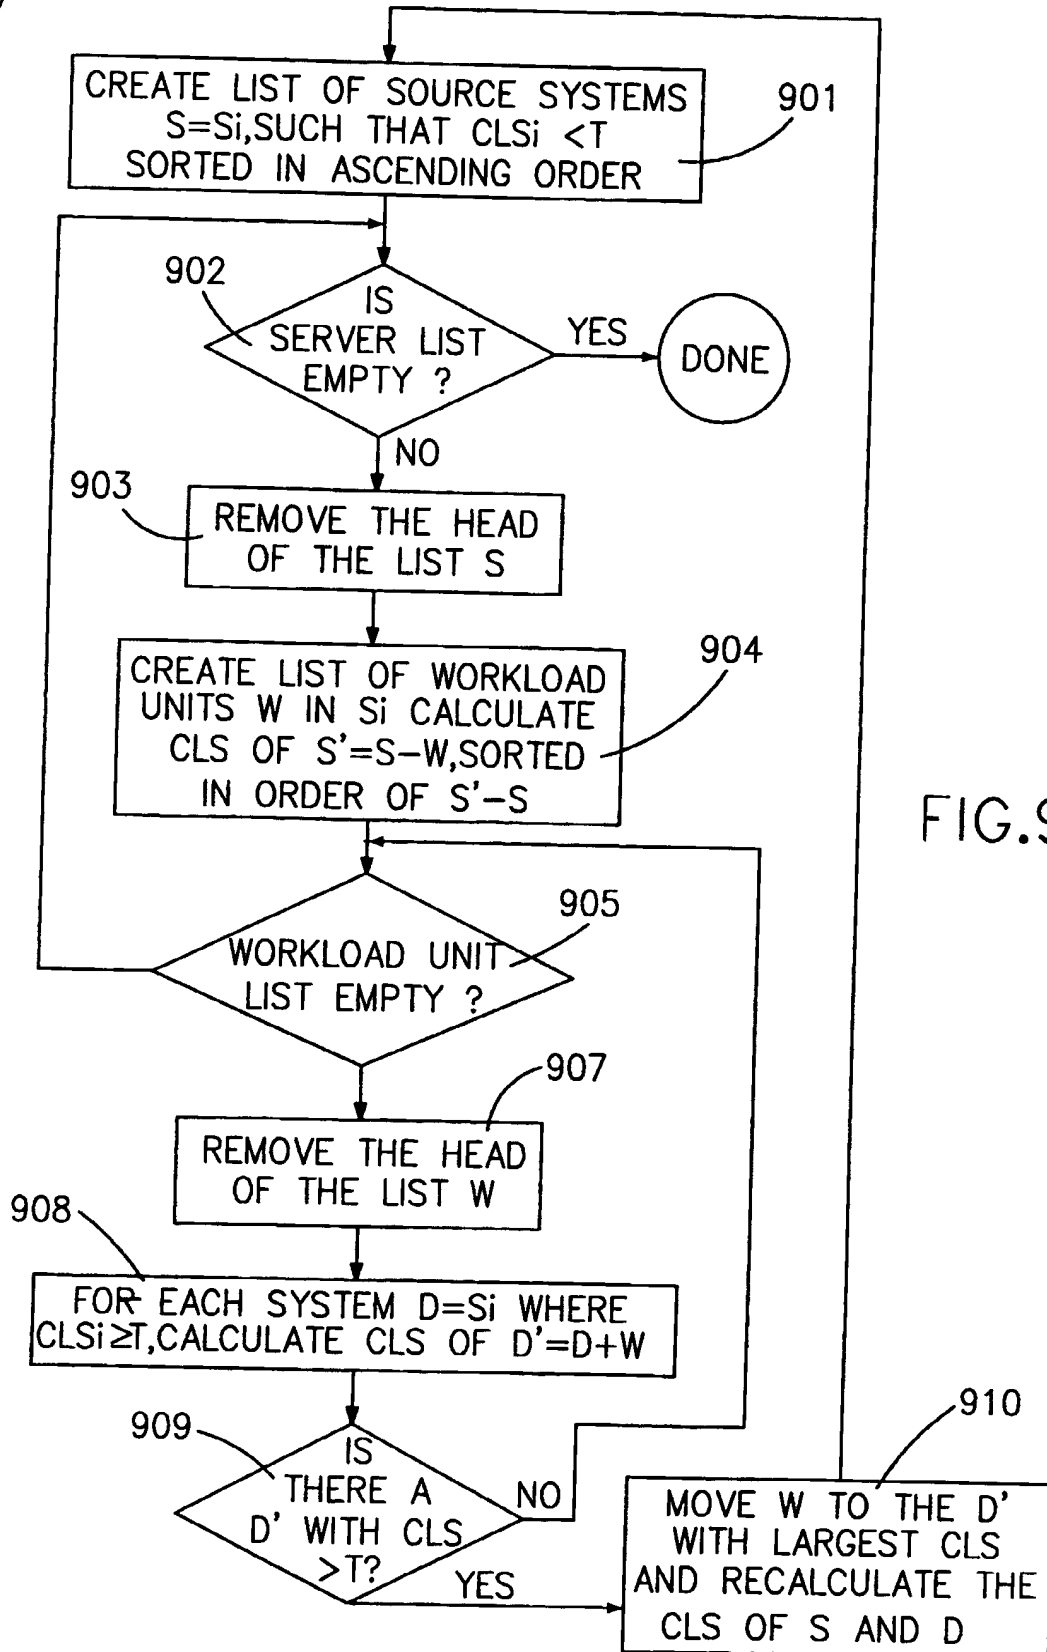 CREATE LIST OF SOURCE SYSTEMS
S=Si,SUCH THAT CLSi <T
SORTED IN ASCENDING ORDER
901
902
IS
SERVER LIST
EMPTY ?
YES
DONE
NO
903
REMOVE THE HEAD
OF THE LIST S
904
CREATE LIST OF WORKLOAD
UNITS W IN Si CALCULATE
CLS OF S'=S-W,SORTED
IN ORDER OF S'-S
FIG.9
905
WORKLOAD UNIT
LIST EMPTY ?
907
REMOVE THE HEAD
OF THE LIST W
908
FOR EACH SYSTEM D=Si WHERE
CLSi≥T,CALCULATE CLS OF D'=D+W
909
IS
THERE A
D' WITH CLS
>T?
NO
YES
910
MOVE W TO THE D'
WITH LARGEST CLS
AND RECALCULATE THE
CLS OF S AND D